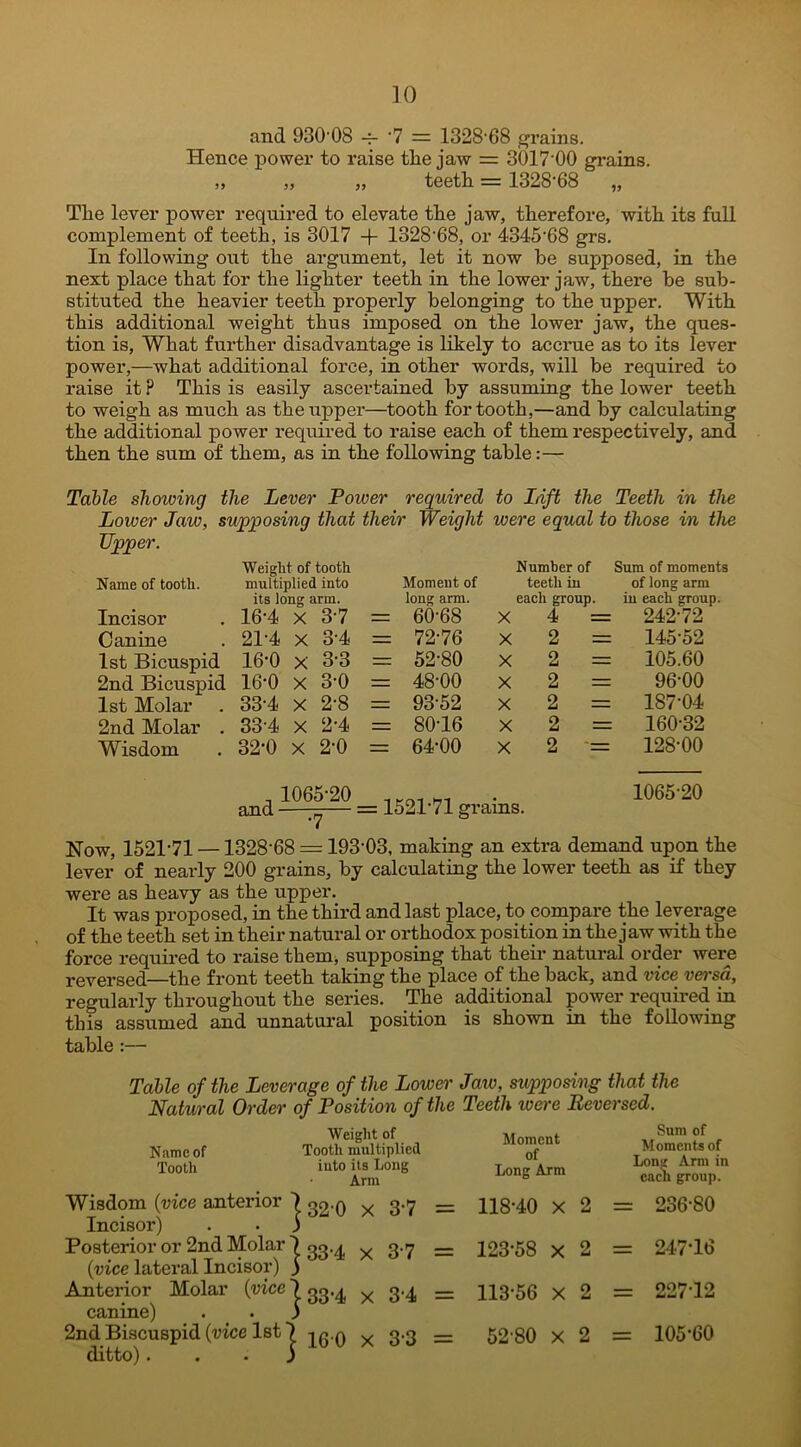 10
and 930·08 ÷ ·7 = 1328·68 grains.
Hence power to raise the jaw = 3017·00 grains.
„ „ „ teeth = 1328·68 „
The lever power required to elevate the jaw, therefore, with its full
complement of teeth, is 3017 + 1328·68, or 4345·68 grs.
In following out the argument, let it now be supposed, in the
next place that for the lighter teeth in the lower jaw, there be sub-
stituted the heavier teeth properly belonging to the upper. With
this additional weight thus imposed on the lower jaw, the ques-
tion is, What further disadvantage is likely to accrue as to its lever
power,—what additional force, in other words, will be required to
raise it? This is easily ascertained by assuming the lower teeth
to weigh as much as the upper—tooth for tooth,—and by calculating
the additional power required to raise each of them respectively, and
then the sum of them, as in the following table:—
Table showing the Lever Power required to Lift the Teeth in the
Lower Jaw, supposing that their Weight were equal to those in the
Upper.
Name of tooth. Weight of tooth multiplied into its long arm. Moment of long arm. Number of teeth in each group. Sum of moments of long arm in each group.
Incisor . 16·4 × 3·7 = 60·68 × 4 = 242·72
Canine . 21·4 × 3·4 = 72·76 × 2 = 145·52
1st Bicuspid 16·0 × 3·3 = 52·80 × 2 = 105.60
2nd Bicuspid 16·0 × 3·0 = 48·00 × 2 = 96·00
1st Molar . 33·4 × 2·8 = 93·52 × 2 = 187·04
2nd Molar . 33·4 × 2·4 = 80·16 × 2 = 160·32
Wisdom . 32·0 × 2·0 = 64·00 × 2 = 128·00
1065·20
and 1065·20 / ·7 = 1521·71 grains.
Now, 1521·71 — 1328·68 = 193·03, making an extra demand upon the
lever of nearly 200 grains, by calculating the lower teeth as if they
were as heavy as the upper.
It was proposed, in the third and last place, to compare the leverage
of the teeth set in their natural or orthodox position in the jaw with the
force required to raise them, supposing that their natural order were
reversed—the front teeth taking the place of the back, and vice versâ,
regularly throughout the series. The additional power required in
this assumed and unnatural position is shown in the following
table:—
Table of the Leverage of the Lower Jaw, supposing that the
Natural Order of Position of the Teeth were Reversed.
Name of Tooth Weight of Tooth multiplied into its Long Arm Moment of Long Arm Sum of Moments of Long Arm in each group.
Wisdom (vice anterior Incisor) . . } 32·0 × 3·7 = 118·40 × 2 = 236·80
Posterior or 2nd Molar (vice lateral Incisor) } 33·4 × 3·7 = 123·58 × 2 = 247·16
Anterior Molar (vice canine) . . } 33·4 × 3·4 = 113·56 × 2 = 227·12
2nd Biscuspid (vice 1st ditto) . . . } 16·0 × 3·3 = 52·80 × 2 = 105·60